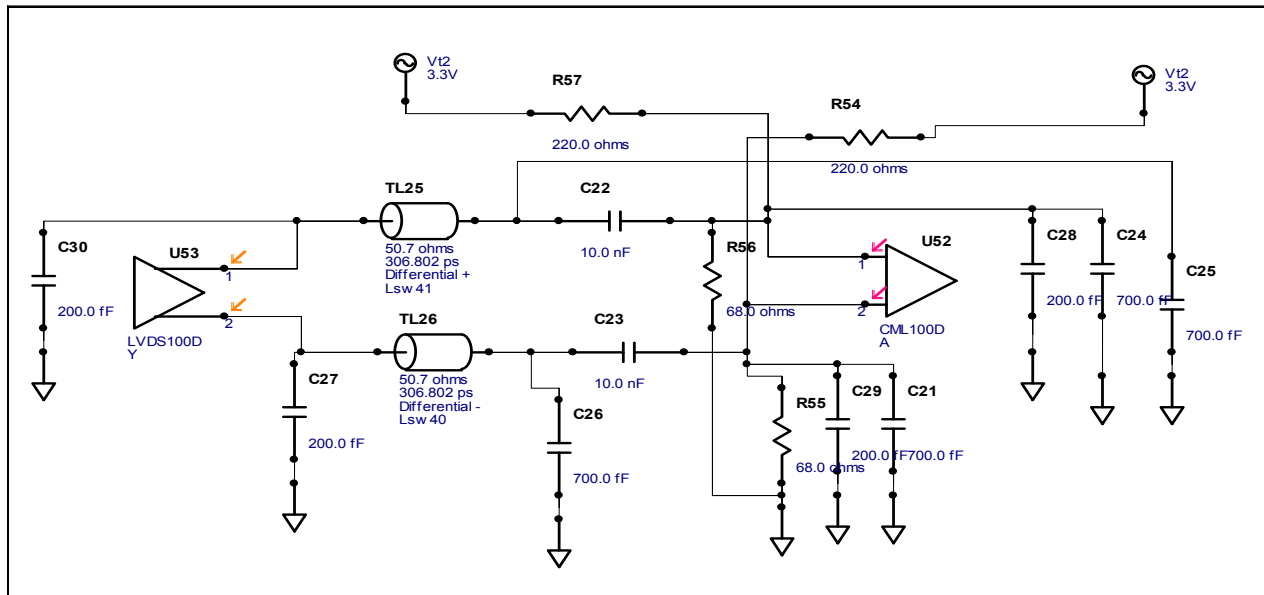 Vt2
3.3V
R57
220.0 ohms
R54
220.0 ohms
Vt2
3.3V
TL25
50.7 ohms
306.802 ps
Differential +
Lsw 41
C22
10.0 nF
C30
200.0 fF
U53
1
2
LVDS100D
Y
R56
68.0 ohms
U52
1
2
CML100D
A
C28
200.0 fF
C24
700.0 fF
C25
700.0 fF
TL26
50.7 ohms
306.802 ps
Differential -
Lsw 40
C23
10.0 nF
C27
200.0 fF
C26
700.0 fF
R55
68.0 ohms
C29
200.0 fF
C21
700.0 fF